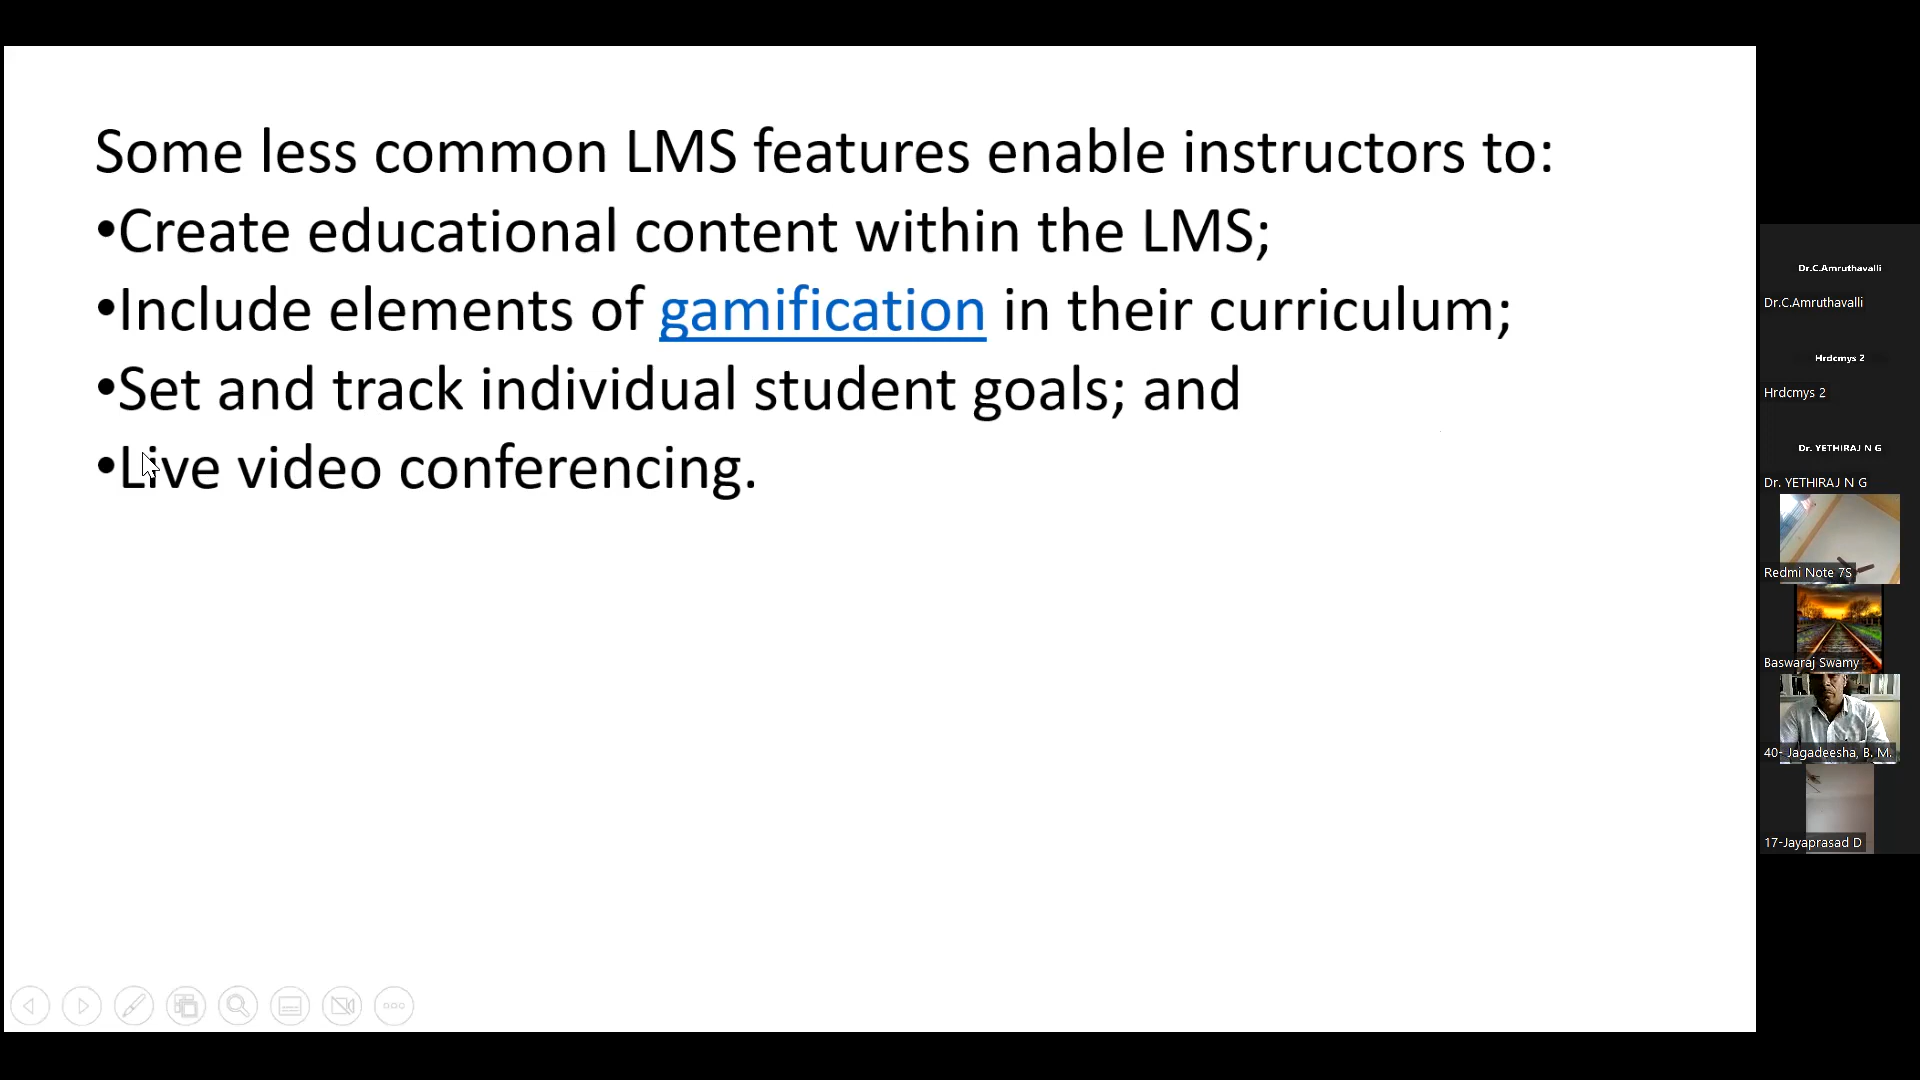 Some less common LMS features enable instructors to:
•Create educational content within the LMS;
•Include elements of gamification in their curriculum;
•Set and track individual student goals; and
•Live video conferencing.
Dr.C.Amruthavalli
Dr.C.Amruthavalli
Hrdcmys 2
Hrdcmys 2
Dr. YETHIRAJ N G
Dr. YETHIRAJ N G
Redmi Note 7S
Baswaraj Swamy
40- Jagadeesha, B. M.
17-Jayaprasad D